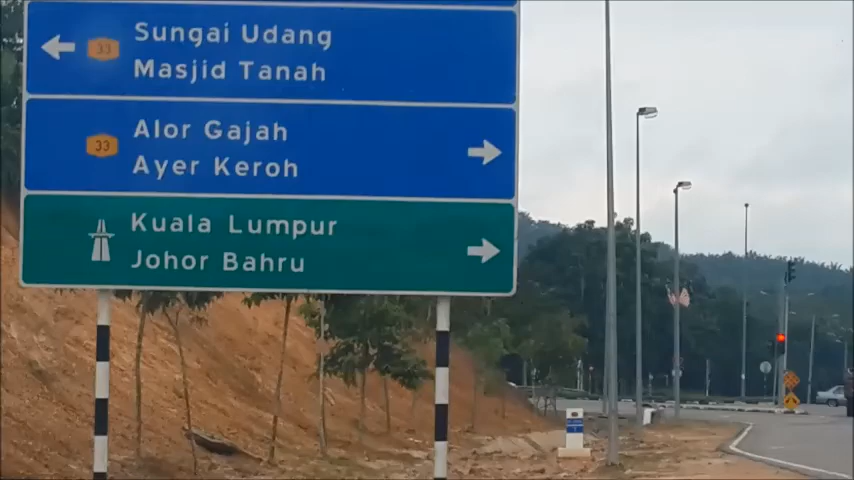 33
Sungai Udang
Masjid Tanah
33
Alor Gajah
Ayer Keroh
Kuala Lumpur
Johor Bahru